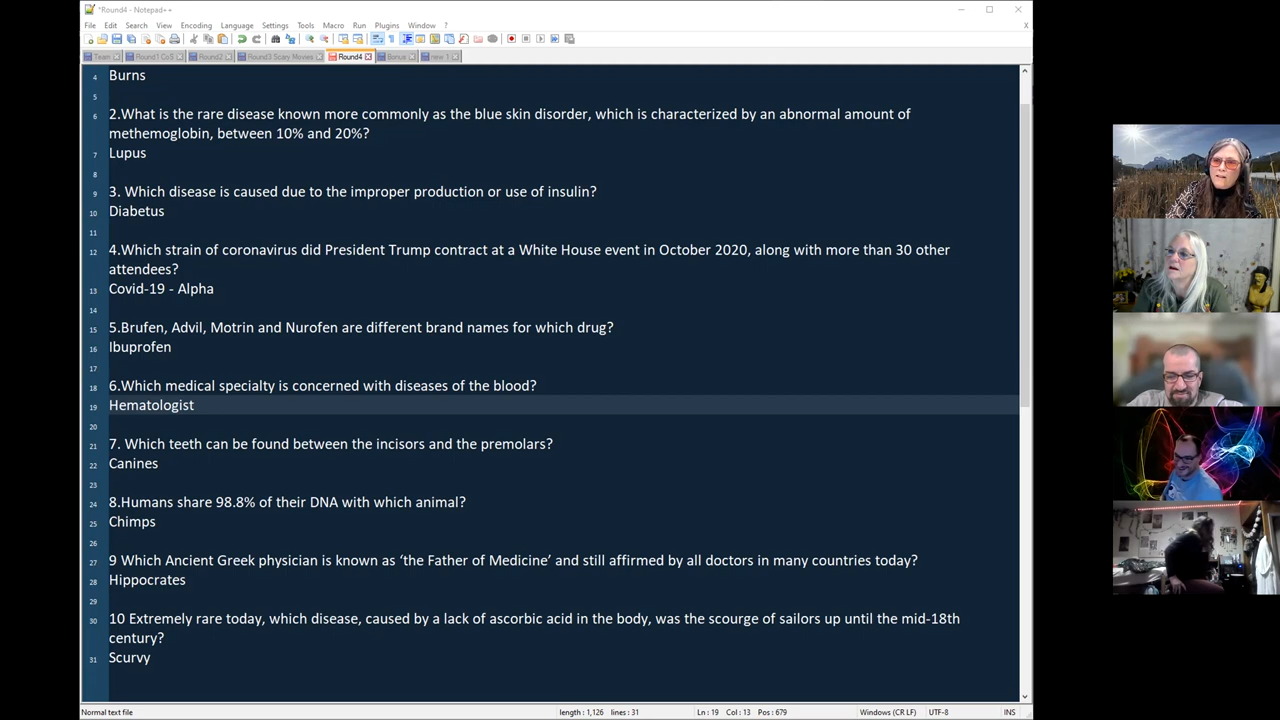 *Round4 - Notepad++
File Edit Search View Encoding Language Settings Tools Macro Run Plugins Window ?
X
Team Round1 CoS Round2 Round3 Scary Movies Round4 Bonus new 1
4 Burns
5
6 2.What is the rare disease known more commonly as the blue skin disorder, which is characterized by an abnormal amount of
methemoglobin, between 10% and 20%?
7 Lupus
8
9 3. Which disease is caused due to the improper production or use of insulin?
10 Diabetus
11
12 4.Which strain of coronavirus did President Trump contract at a White House event in October 2020, along with more than 30 other
attendees?
13 Covid-19 - Alpha
14
15 5.Brufen, Advil, Motrin and Nurofen are different brand names for which drug?
16 Ibuprofen
17
18 6.Which medical specialty is concerned with diseases of the blood?
19 Hematologist
20
21 7. Which teeth can be found between the incisors and the premolars?
22 Canines
23
24 8.Humans share 98.8% of their DNA with which animal?
25 Chimps
26
27 9 Which Ancient Greek physician is known as ‘the Father of Medicine’ and still affirmed by all doctors in many countries today?
28 Hippocrates
29
30 10 Extremely rare today, which disease, caused by a lack of ascorbic acid in the body, was the scourge of sailors up until the mid-18th
century?
31 Scurvy
Normal text file length : 1,126 lines : 31 Ln : 19 Col : 13 Pos : 679 Windows (CR LF) UTF-8 INS